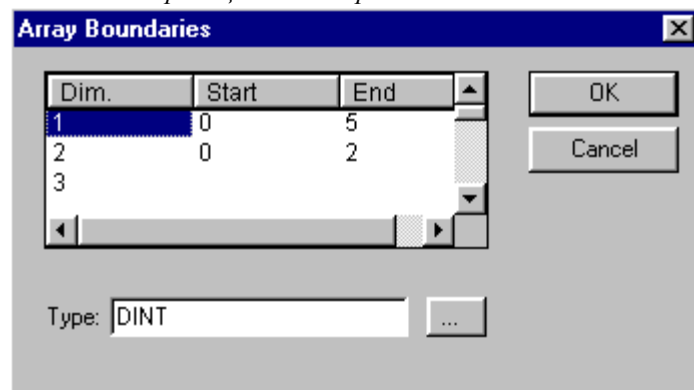 Array Boundaries
Dim. Start End
1 0 5
2 0 2
3
OK
Cancel
Type: DINT ...